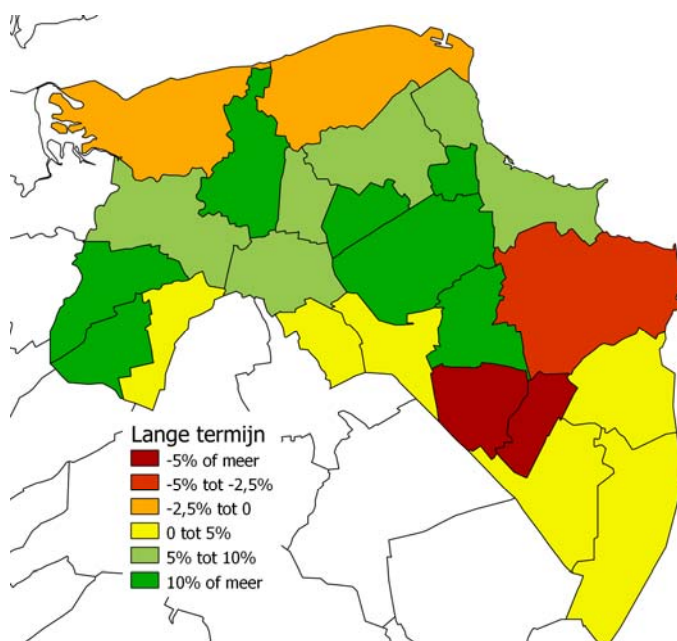 Lange termijn
-5% of meer
-5% tot -2,5%
-2,5% tot 0
0 tot 5%
5% tot 10%
10% of meer